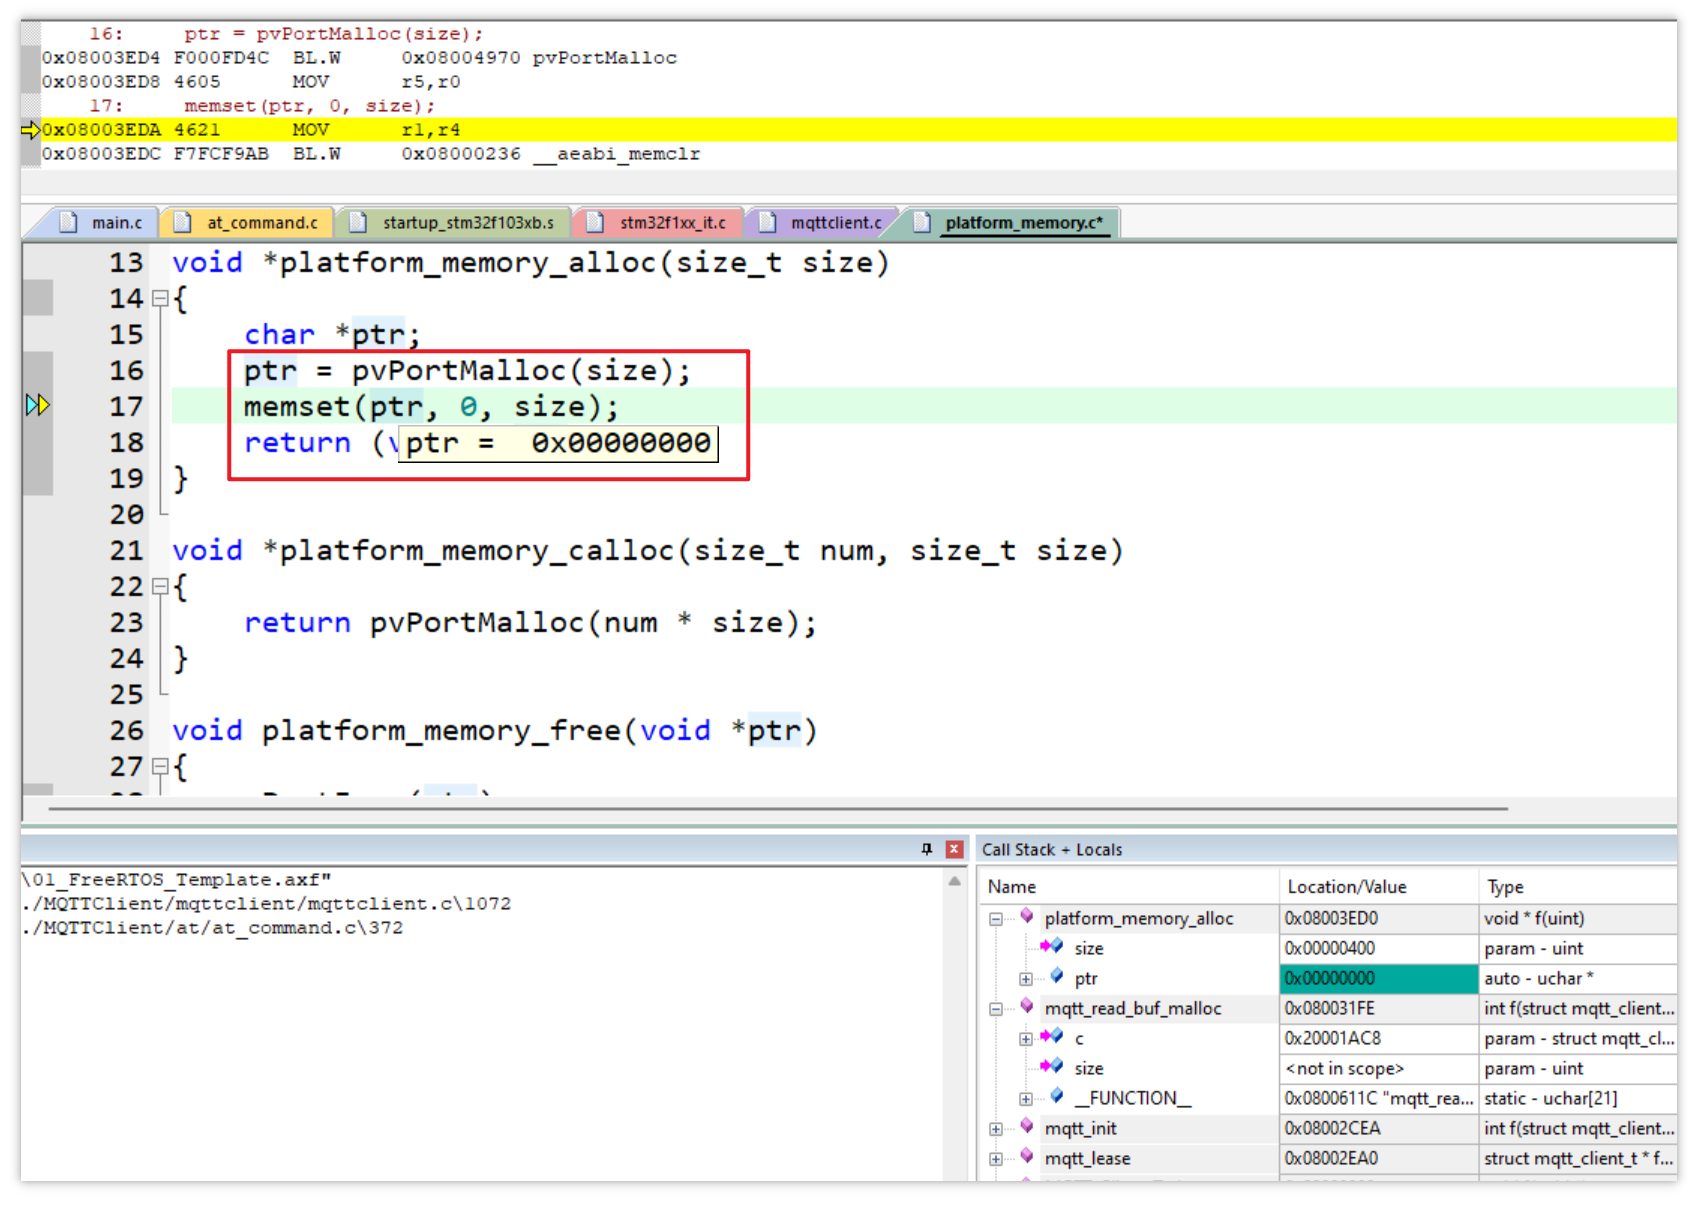 16:     ptr = pvPortMalloc(size);
0x08003ED4 F000FD4C  BL.W     0x08004970 pvPortMalloc
0x08003ED8 4605      MOV      r5,r0
17:     memset(ptr, 0, size);
0x08003EDA 4621      MOV      r1,r4
0x08003EDC F7FCF9AB  BL.W     0x08000236 __aeabi_memclr
main.c at_command.c startup_stm32f103xb.s stm32f1xx_it.c mqttclient.c platform_memory.c*
13 void *platform_memory_alloc(size_t size)
14 {
15     char *ptr;
16     ptr = pvPortMalloc(size);
17     memset(ptr, 0, size);
18     return (
ptr =  0x00000000
19 }
20
21 void *platform_memory_calloc(size_t num, size_t size)
22 {
23     return pvPortMalloc(num * size);
24 }
25
26 void platform_memory_free(void *ptr)
27 {
\01_FreeRTOS_Template.axf"
./MQTTClient/mqttclient/mqttclient.c\1072
./MQTTClient/at/at_command.c\372
Call Stack + Locals
Name Location/Value Type
platform_memory_alloc 0x08003ED0 void * f(uint)
size 0x00000400 param - uint
ptr 0x00000000 auto - uchar *
mqtt_read_buf_malloc 0x080031FE int f(struct mqtt_client...
c 0x20001AC8 param - struct mqtt_cl...
size <not in scope> param - uint
__FUNCTION__ 0x0800611C "mqtt_rea... static - uchar[21]
mqtt_init 0x08002CEA int f(struct mqtt_client...
mqtt_lease 0x08002EA0 struct mqtt_client_t * f...